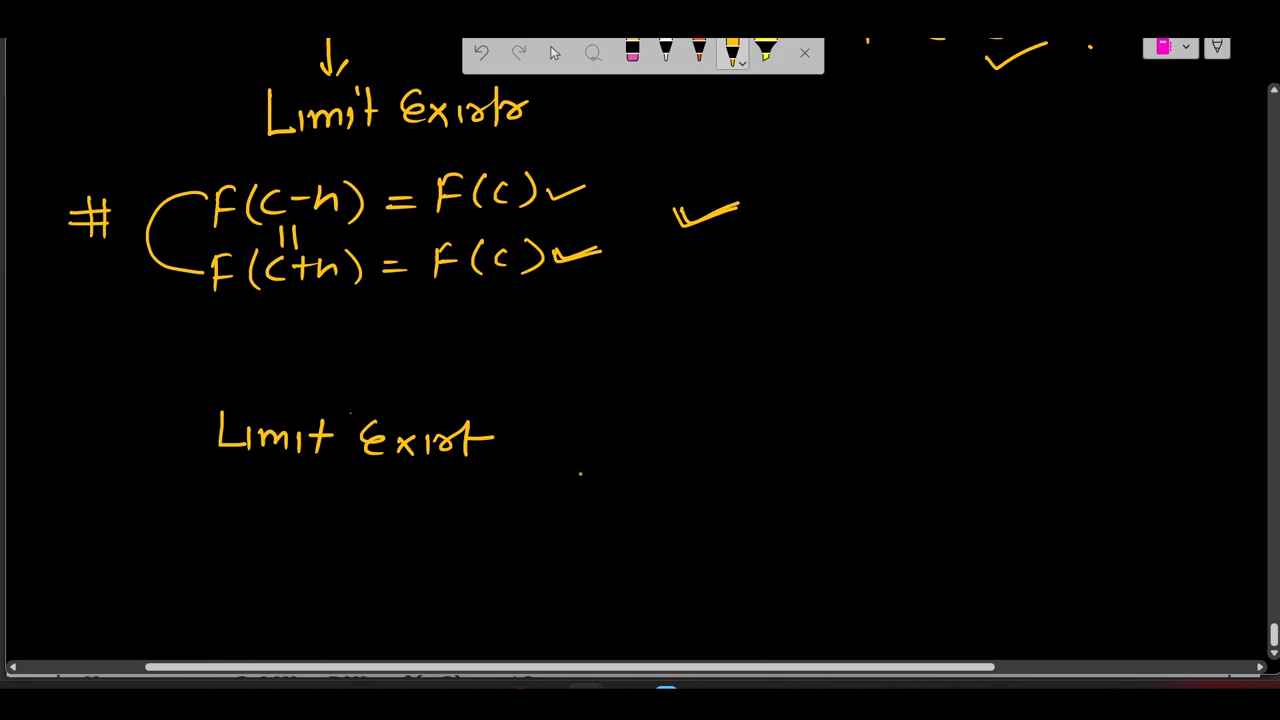 Limit Exists
# F(c-h) = F(c) ✓ ✓
||
F(c+h) = F(c) ✓
Limit Exist